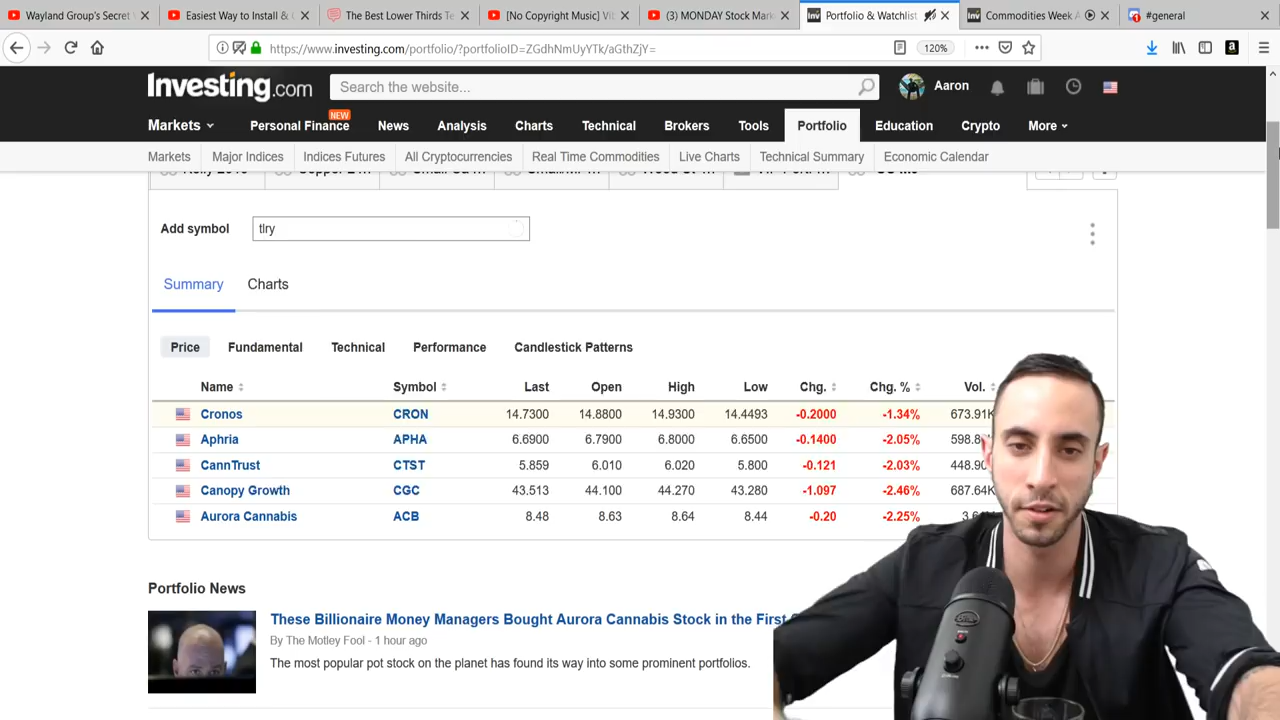 Wayland Group's Secret
Easiest Way to Install &
The Best Lower Thirds Te
[No Copyright Music] Vi
(3) MONDAY Stock Mark
Portfolio & Watchlist
Commodities Week A
#general
https://www.investing.com/portfolio/?portfolioID=ZGdhNmUyYTk/aGthZjY=
120%
Investing.com
Search the website...
Aaron
NEW
Markets Personal Finance News Analysis Charts Technical Brokers Tools Portfolio Education Crypto More
Markets Major Indices Indices Futures All Cryptocurrencies Real Time Commodities Live Charts Technical Summary Economic Calendar
Add symbol tlry
Summary Charts
Price Fundamental Technical Performance Candlestick Patterns
Name Symbol Last Open High Low Chg. Chg. % Vol.
Cronos CRON 14.7300 14.8800 14.9300 14.4493 -0.2000 -1.34% 673.91K
Aphria APHA 6.6900 6.7900 6.8000 6.6500 -0.1400 -2.05% 598.8
CannTrust CTST 5.859 6.010 6.020 5.800 -0.121 -2.03% 448.90
Canopy Growth CGC 43.513 44.100 44.270 43.280 -1.097 -2.46% 687.64K
Aurora Cannabis ACB 8.48 8.63 8.64 8.44 -0.20 -2.25%
Portfolio News
These Billionaire Money Managers Bought Aurora Cannabis Stock in the First
By The Motley Fool - 1 hour ago
The most popular pot stock on the planet has found its way into some prominent portfolios.